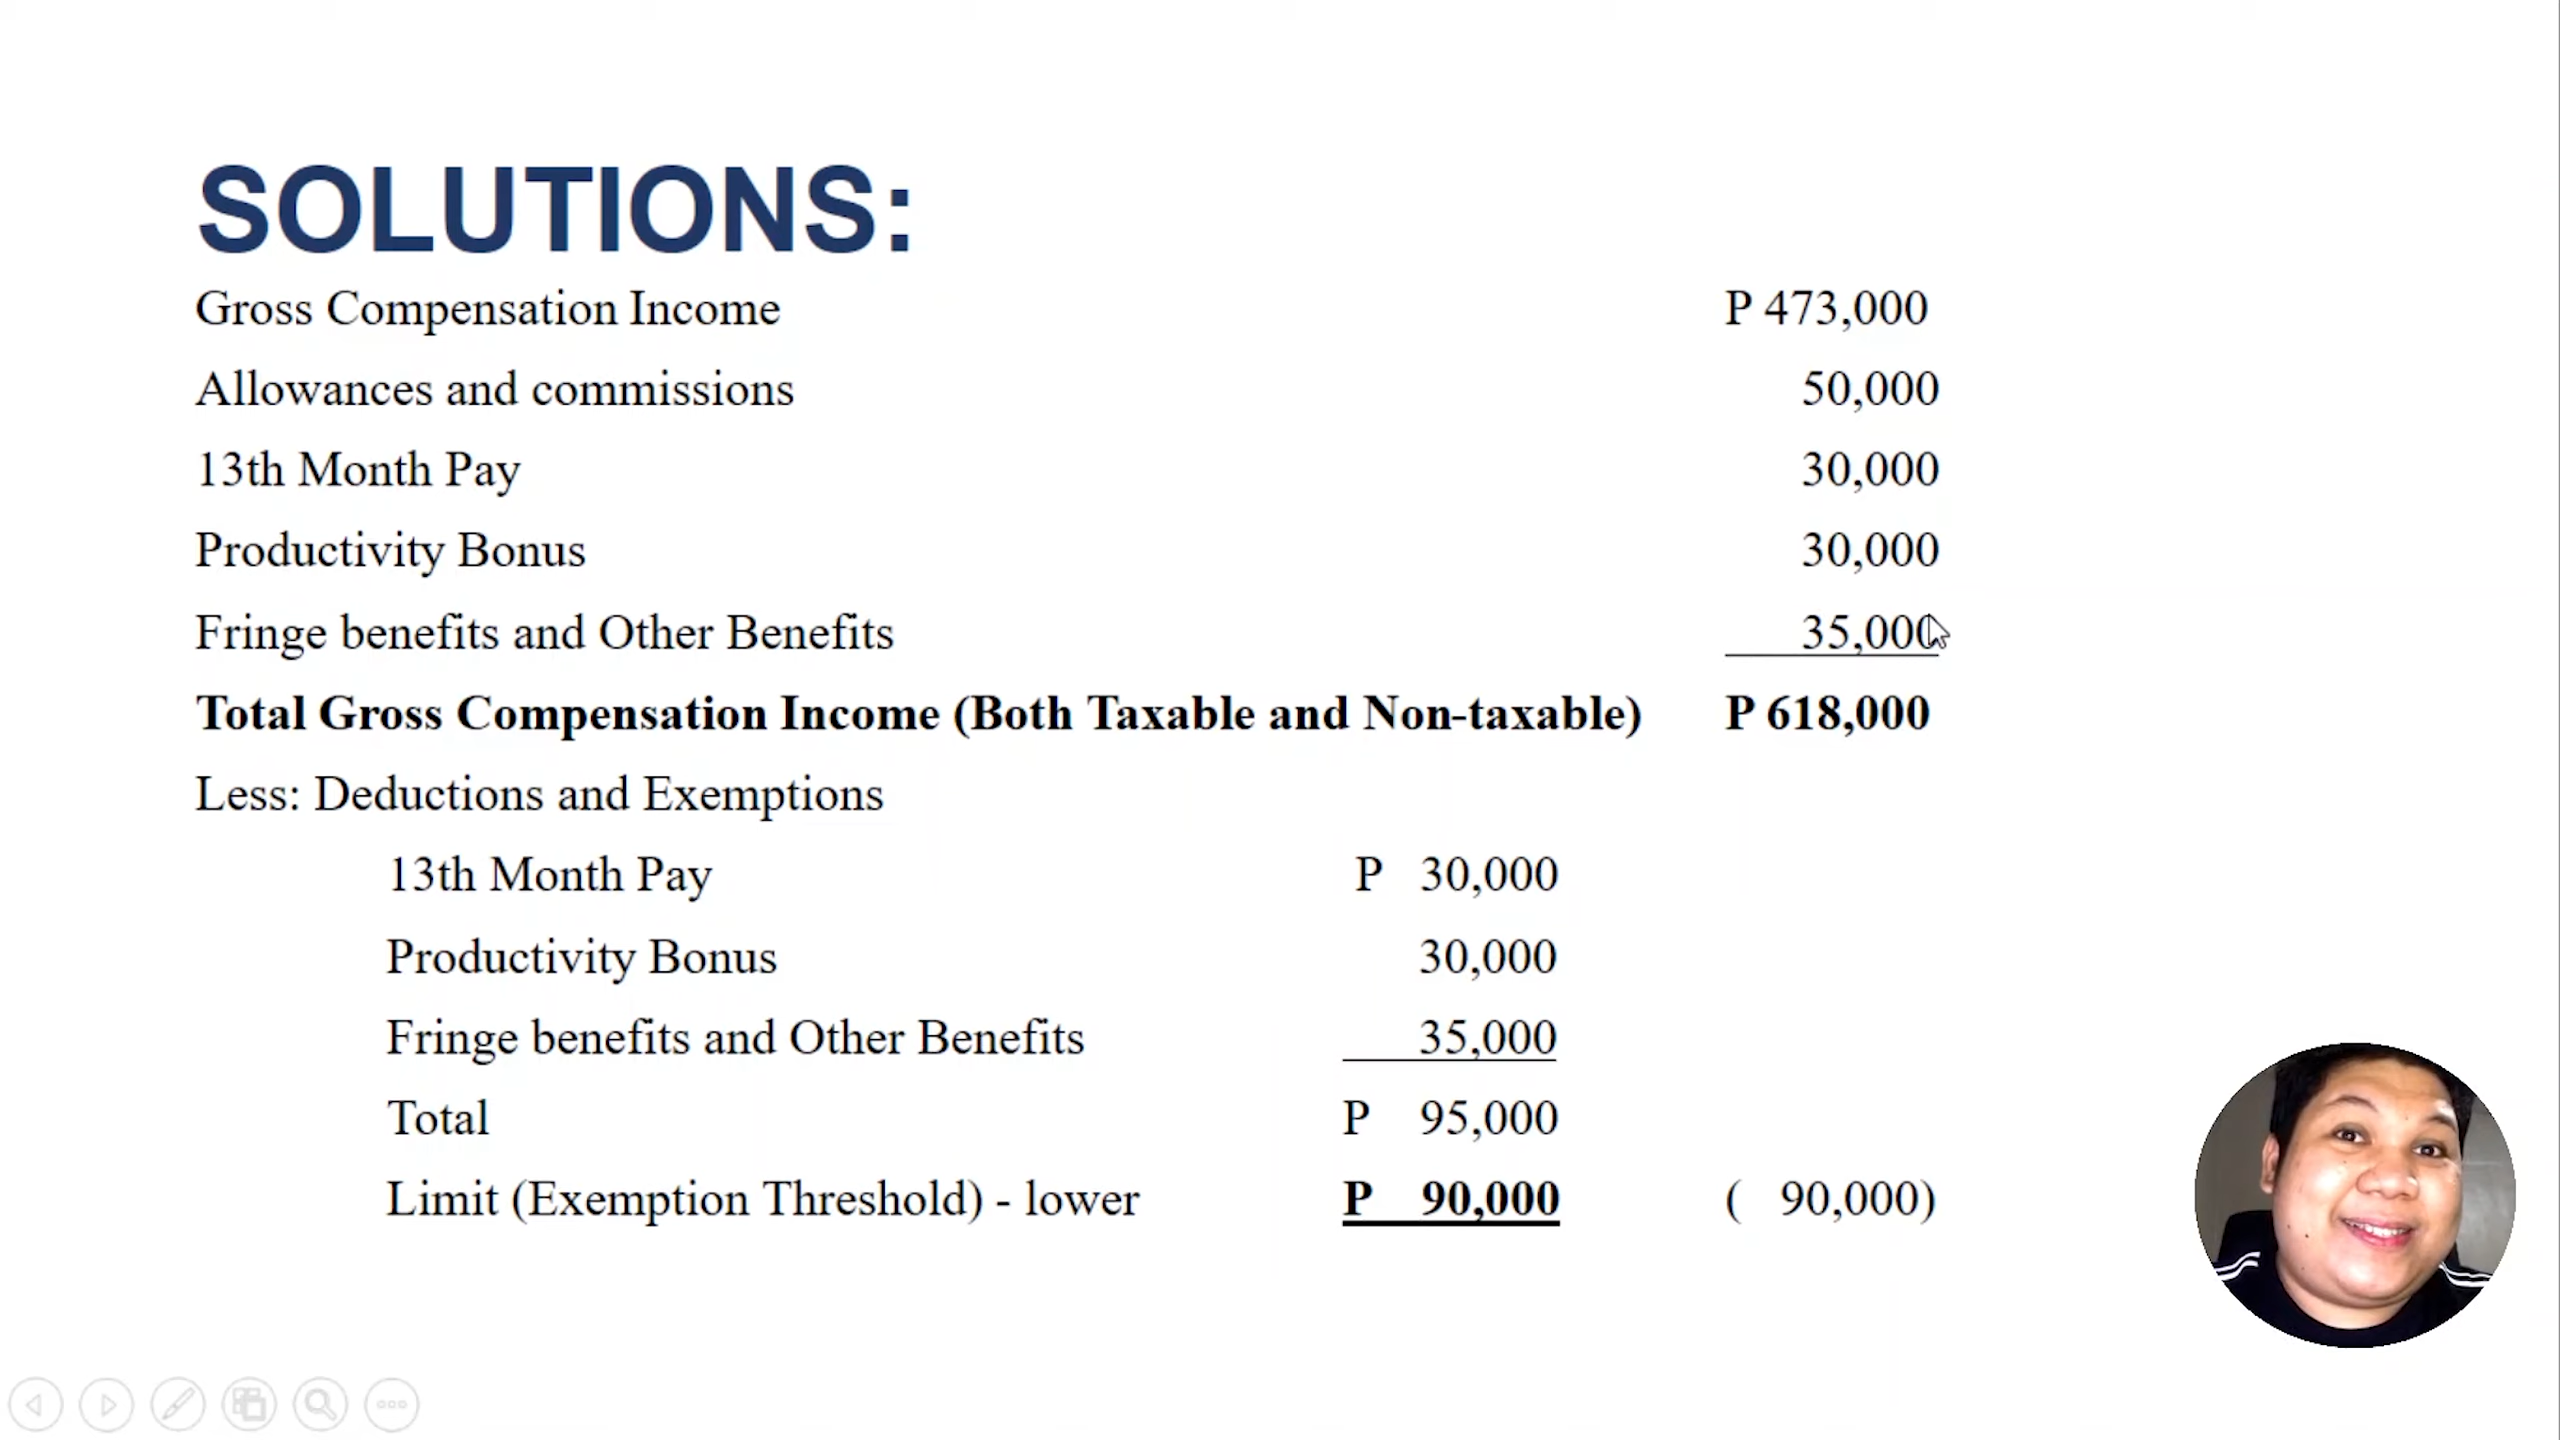 SOLUTIONS:
Gross Compensation Income P 473,000
Allowances and commissions 50,000
13th Month Pay 30,000
Productivity Bonus 30,000
Fringe benefits and Other Benefits 35,000
Total Gross Compensation Income (Both Taxable and Non-taxable) P 618,000
Less: Deductions and Exemptions
13th Month Pay P 30,000
Productivity Bonus 30,000
Fringe benefits and Other Benefits 35,000
Total P 95,000
Limit (Exemption Threshold) - lower P 90,000 ( 90,000)